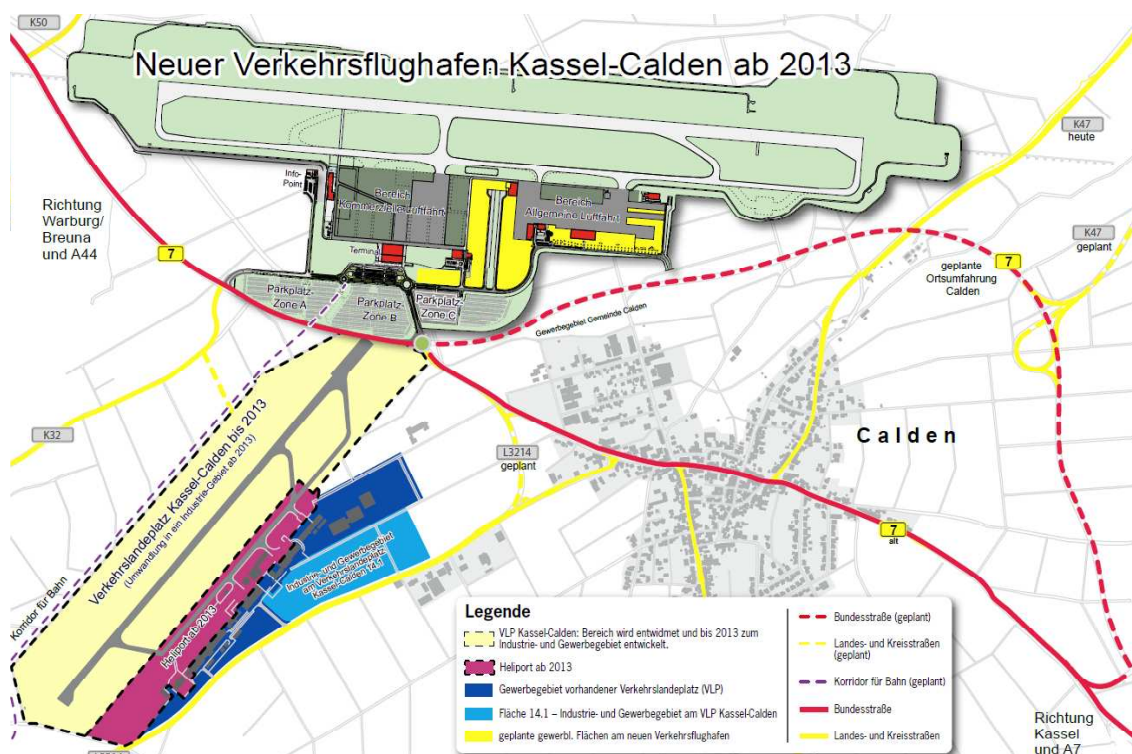 K50
Neuer Verkehrsflughafen Kassel-Calden ab 2013
K47
heute
Info-
Point
Bereich
Kommerzielle Luftfahrt
Bereich
Allgemeine Luftfahrt
Richtung
Warburg/
Breuna
und A44
7
Terminal
K47
geplant
geplante
Ortsumfahrung
Calden
7
Parkplatz-
Zone A
Parkplatz-
Zone B
Parkplatz-
Zone C
Gewerbegebiet Gemeinde Calden
K32
L3214
geplant
Calden
Verkehrslandeplatz Kassel-Calden bis 2013
(Umwandlung in ein Industrie-Gebiet ab 2013)
Korridor für Bahn
Heliport ab 2013
Industrie- und Gewerbegebiet
am Verkehrslandeplatz
Kassel-Calden 14.1
7
alt
Legende
VLP Kassel-Calden: Bereich wird entwidmet und bis 2013 zum
Industrie- und Gewerbegebiet entwickelt.
Heliport ab 2013
Gewerbegebiet vorhandener Verkehrslandeplatz (VLP)
Fläche 14.1 – Industrie- und Gewerbegebiet am VLP Kassel-Calden
geplante gewerbl. Flächen am neuen Verkehrsflughafen
Bundesstraße (geplant)
Landes- und Kreisstraßen
(geplant)
Korridor für Bahn (geplant)
Bundesstraße
Landes- und Kreisstraßen
Richtung
Kassel
und A7